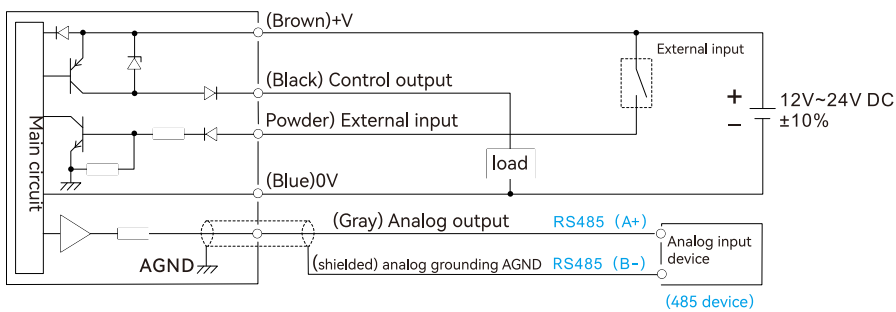 (Brown)+V
External input
(Black) Control output
12V~24V DC
±10%
+
−
Powder) External input
Main circuit
load
(Blue)0V
(Gray) Analog output
RS485 (A+)
Analog input
device
AGND
(shielded) analog grounding AGND
RS485 (B-)
(485 device)